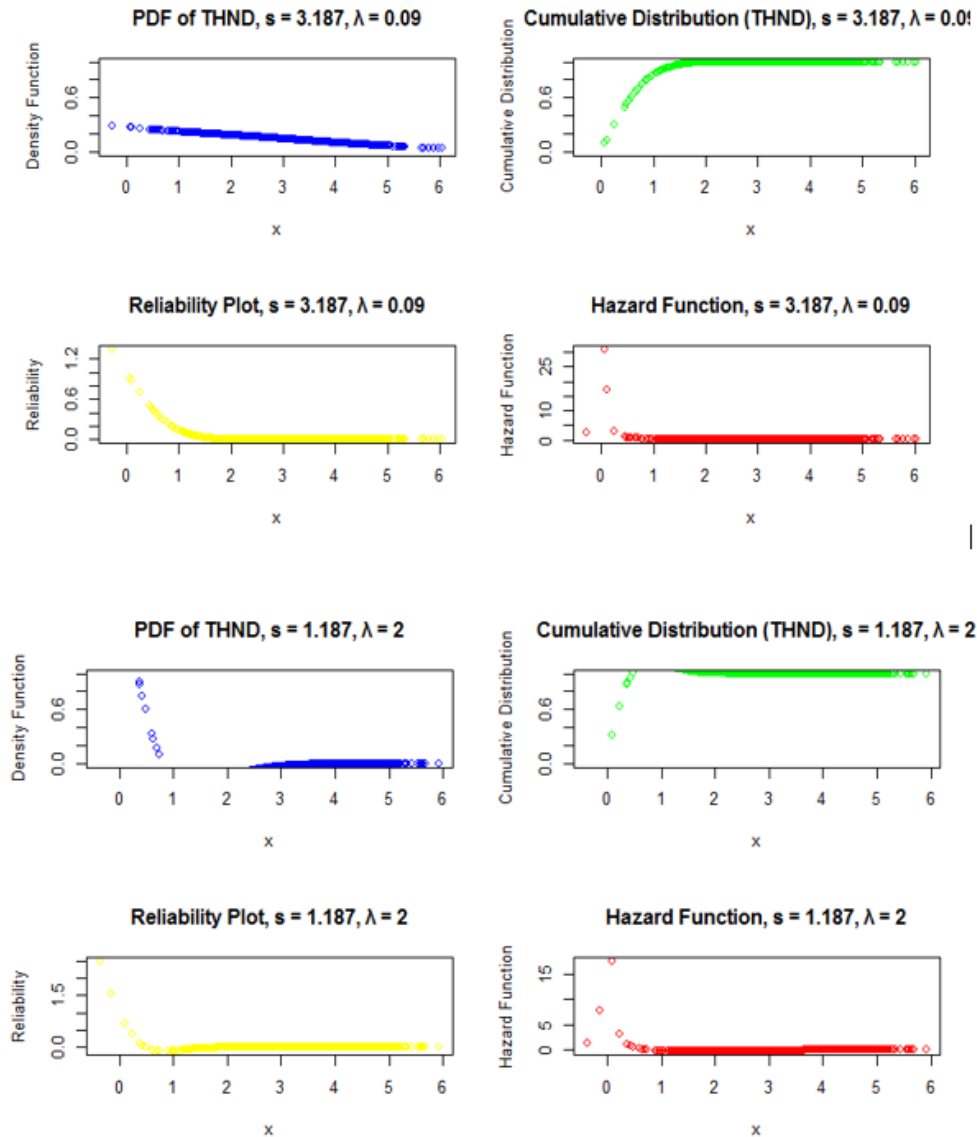 PDF of THND, s = 3.187, λ = 0.09
Density Function
0.0 0.6
0 1 2 3 4 5 6
x
Cumulative Distribution (THND), s = 3.187, λ = 0.09
Cumulative Distribution
0.0 0.6
0 1 2 3 4 5 6
x
Reliability Plot, s = 3.187, λ = 0.09
Reliability
0.0 0.6 1.2
0 1 2 3 4 5 6
x
Hazard Function, s = 3.187, λ = 0.09
Hazard Function
0 10 25
0 1 2 3 4 5 6
x
PDF of THND, s = 1.187, λ = 2
Density Function
0.0 0.6
0 1 2 3 4 5 6
x
Cumulative Distribution (THND), s = 1.187, λ = 2
Cumulative Distribution
0.0 0.6
0 1 2 3 4 5 6
x
Reliability Plot, s = 1.187, λ = 2
Reliability
0.0 1.5
0 1 2 3 4 5 6
x
Hazard Function, s = 1.187, λ = 2
Hazard Function
0 5 15
0 1 2 3 4 5 6
x